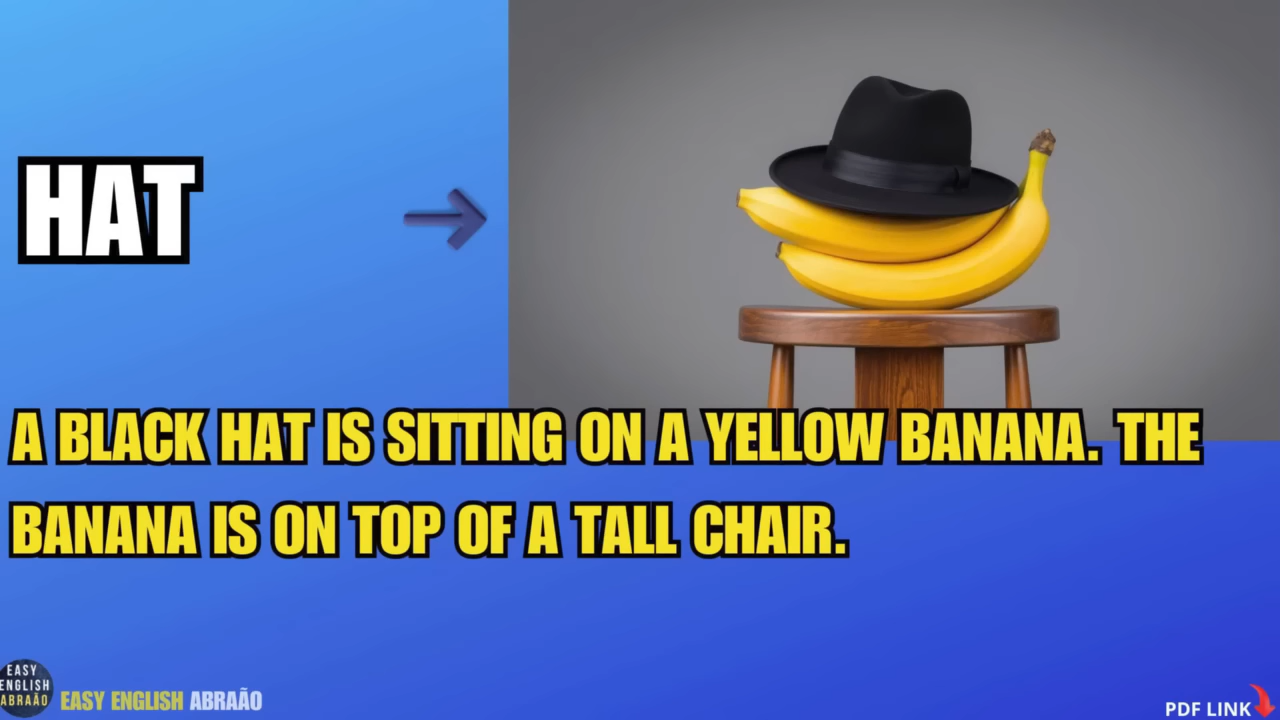 HAT
A BLACK HAT IS SITTING ON A YELLOW BANANA. THE
BANANA IS ON TOP OF A TALL CHAIR.
EASY
ENGLISH
ABRAÃO
EASY ENGLISH ABRAÃO
PDF LINK